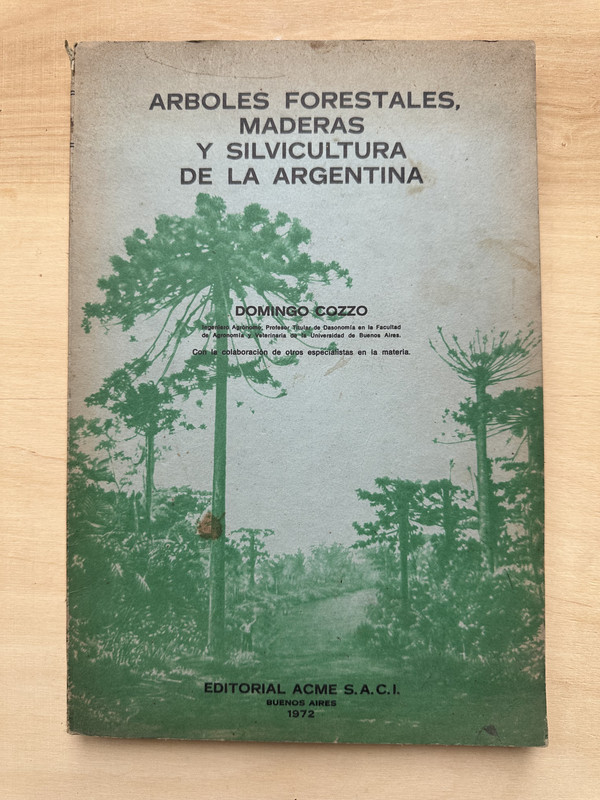 ARBOLES FORESTALES,
MADERAS
Y SILVICULTURA
DE LA ARGENTINA
DOMINGO COZZO
Ingeniero Agrónomo, Profesor Titular de Dasonomía en la Facultad
de Agronomía y Veterinaria de la Universidad de Buenos Aires.
Con la colaboración de otros especialistas en la materia.
EDITORIAL ACME S.A.C.I.
BUENOS AIRES
1972